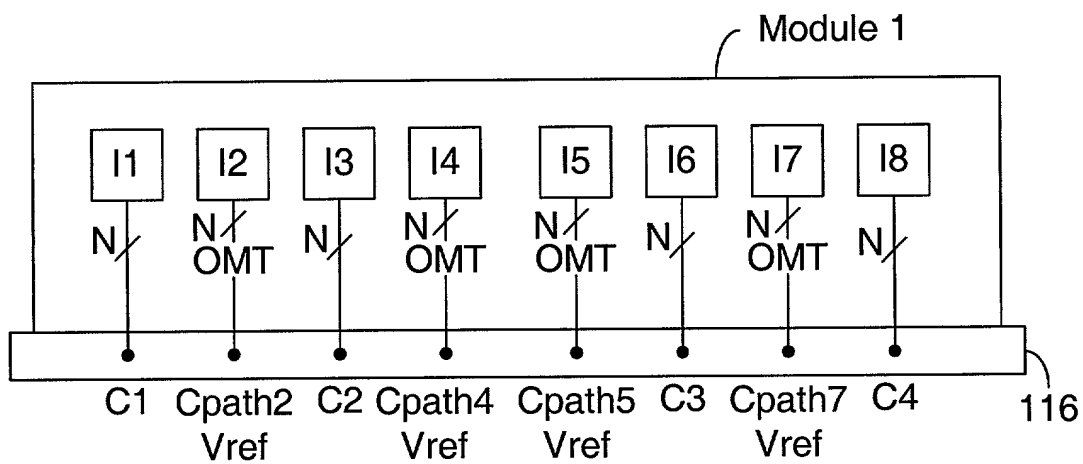 Module 1
I1 I2 I3 I4 I5 I6 I7 I8
N N N N N N N N
OMT OMT OMT OMT
C1 Cpath2 C2 Cpath4 Cpath5 C3 Cpath7 C4
Vref Vref Vref Vref
116